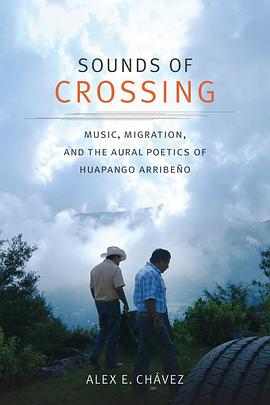 SOUNDS OF
CROSSING
MUSIC, MIGRATION,
AND THE AURAL POETICS OF
HUAPANGO ARRIBEÑO
ALEX E. CHÁVEZ